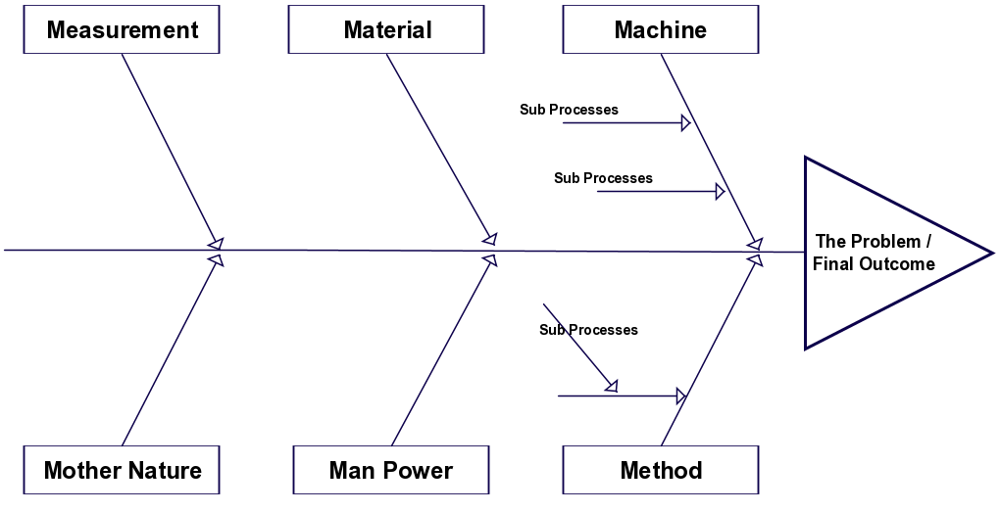 Measurement
Material
Machine
Sub Processes
Sub Processes
The Problem /
Final Outcome
Sub Processes
Mother Nature
Man Power
Method